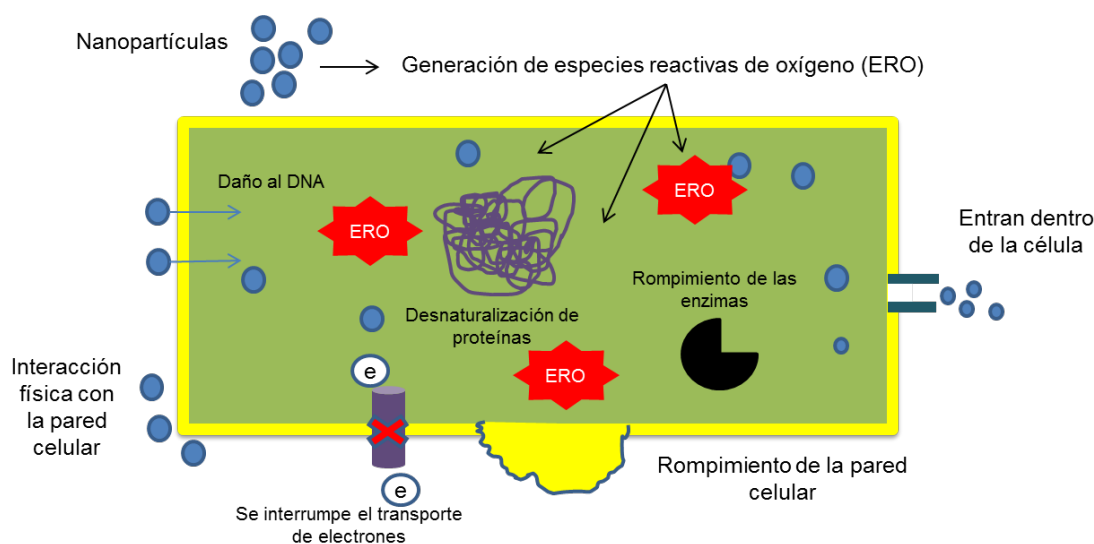 Nanopartículas
Generación de especies reactivas de oxígeno (ERO)
Daño al DNA
ERO
ERO
Entran dentro
de la célula
Rompimiento de las
enzimas
Desnaturalización de
proteínas
ERO
Interacción
física con
la pared
celular
e
e
Se interrumpe el transporte
de electrones
Rompimiento de la pared
celular